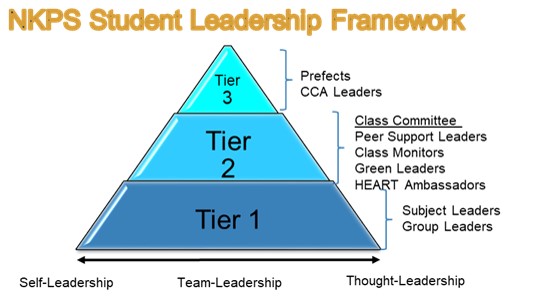 NKPS Student Leadership Framework
Tier
3
Prefects
CCA Leaders
Tier
2
Class Committee
Peer Support Leaders
Class Monitors
Green Leaders
HEART Ambassadors
Tier 1
Subject Leaders
Group Leaders
Self-Leadership
Team-Leadership
Thought-Leadership